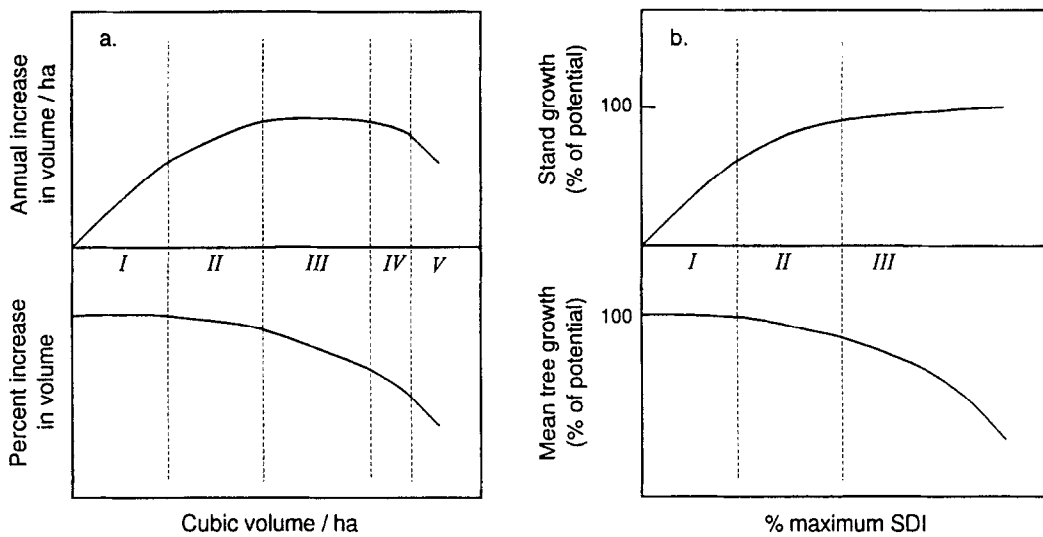 a.
Annual increase
in volume / ha
I II III IV V
Percent increase
in volume
Cubic volume / ha
b.
100
Stand growth
(% of potential)
I II III
100
Mean tree growth
(% of potential)
% maximum SDI